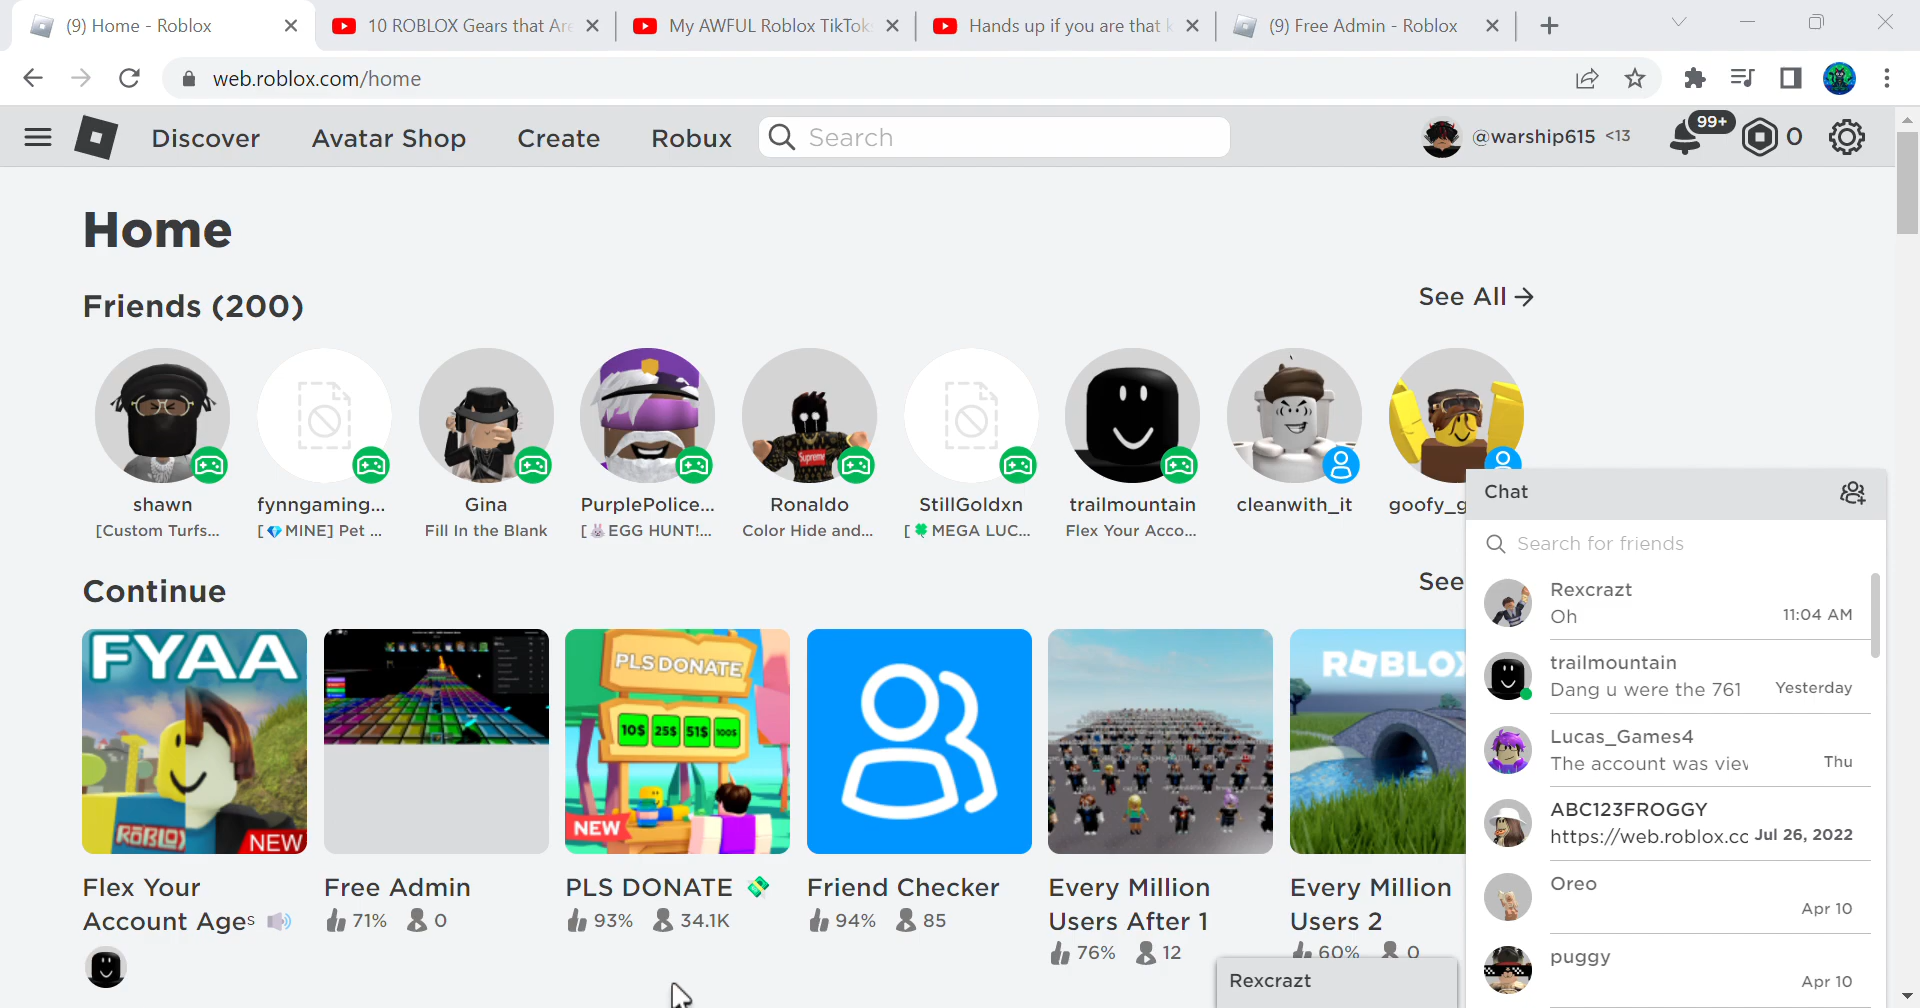 (9) Home - Roblox
10 ROBLOX Gears that Are
My AWFUL Roblox TikTok
Hands up if you are that k
(9) Free Admin - Roblox
web.roblox.com/home
Discover
Avatar Shop
Create
Robux
Search
@warship615 <13
99+
0
Home
Friends (200)
See All →
shawn
fynngaming...
Gina
PurplePolice...
Ronaldo
StillGoldxn
trailmountain
cleanwith_it
goofy_g
[Custom Turfs...
[💎MINE] Pet ...
Fill In the Blank
[🐰EGG HUNT!...
Color Hide and...
[🍀MEGA LUC...
Flex Your Acco...
Supreme
Continue
See
FYAA
ROBLOX
NEW
PLS DONATE
10$ 25$ 51$ 100$
NEW
ROBLOX
Flex Your
Account Ages 🔊
Free Admin
71% 0
PLS DONATE 💸
93% 34.1K
Friend Checker
94% 85
Every Million
Users After 1
76% 12
Every Million
Users 2
60% 0
Chat
Search for friends
Rexcrazt
Oh 11:04 AM
trailmountain
Dang u were the 761 Yesterday
Lucas_Games4
The account was view Thu
ABC123FROGGY
https://web.roblox.cc Jul 26, 2022
Oreo
Apr 10
puggy
Apr 10
Rexcrazt